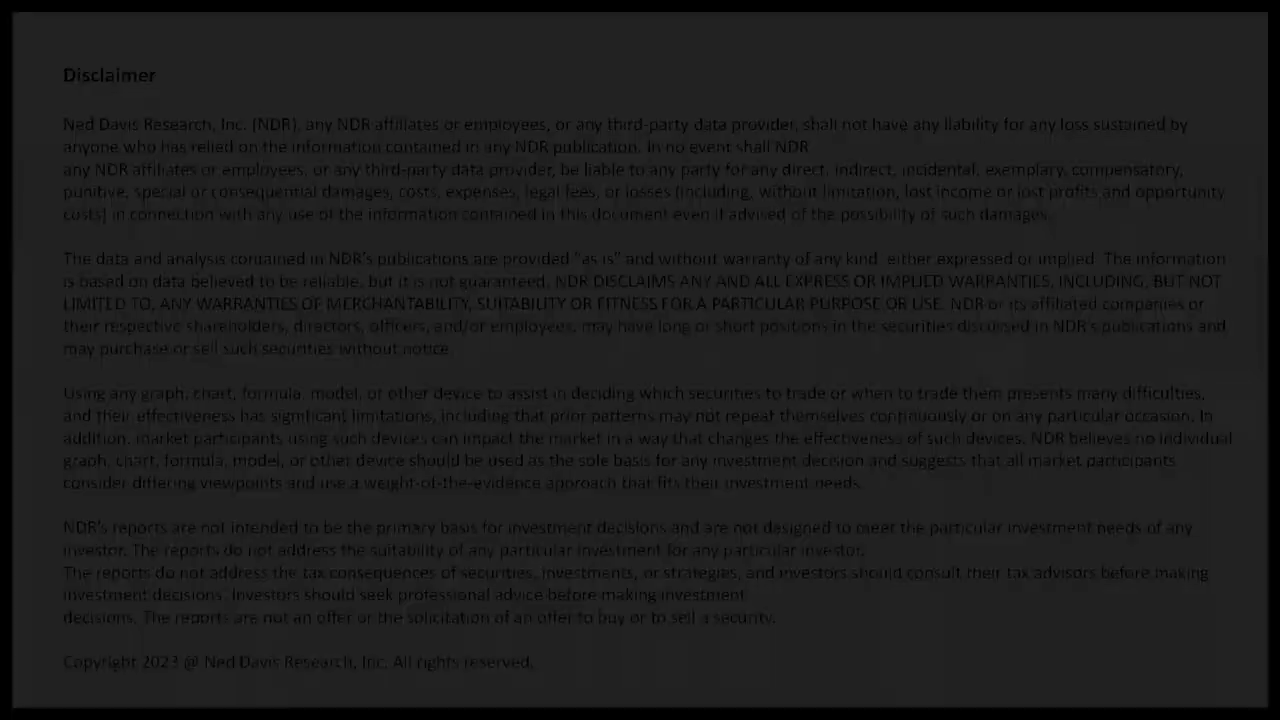 Disclaimer
Ned Davis Research, Inc. (NDR), any NDR affiliates or employees, or any third-party data provider, shall not have any liability for any loss sustained by
anyone who has relied on the information contained in any NDR publication. In no event shall NDR
any NDR affiliates or employees, or any third-party data provider, be liable to any party for any direct, indirect, incidental, exemplary, compensatory,
punitive, special or consequential damages, costs, expenses, legal fees, or losses (including, without limitation, lost income or lost profits and opportunity
costs) in connection with any use of the information contained in this document even if advised of the possibility of such damages.
The data and analysis contained in NDR's publications are provided "as is" and without warranty of any kind, either expressed or implied. The information
is based on data believed to be reliable, but it is not guaranteed. NDR DISCLAIMS ANY AND ALL EXPRESS OR IMPLIED WARRANTIES, INCLUDING, BUT NOT
LIMITED TO, ANY WARRANTIES OF MERCHANTABILITY, SUITABILITY OR FITNESS FOR A PARTICULAR PURPOSE OR USE. NDR or its affiliated companies or
their respective shareholders, directors, officers, and/or employees, may have long or short positions in the securities discussed in NDR's publications and
may purchase or sell such securities without notice.
Using any graph, chart, formula, model, or other device to assist in deciding which securities to trade or when to trade them presents many difficulties,
and their effectiveness has significant limitations, including that prior patterns may not repeat themselves continuously or on any particular occasion. In
addition, market participants using such devices can impact the market in a way that changes the effectiveness of such devices. NDR believes no individual
graph, chart, formula, model, or other device should be used as the sole basis for any investment decision and suggests that all market participants
consider differing viewpoints and use a weight-of-the-evidence approach that fits their investment needs.
NDR's reports are not intended to be the primary basis for investment decisions and are not designed to meet the particular investment needs of any
investor. The reports do not address the suitability of any particular investment for any particular investor.
The reports do not address the tax consequences of securities, investments, or strategies, and investors should consult their tax advisors before making
investment decisions. Investors should seek professional advice before making investment
decisions. The reports are not an offer or the solicitation of an offer to buy or to sell a security.
Copyright 2023 @ Ned Davis Research, Inc. All rights reserved.